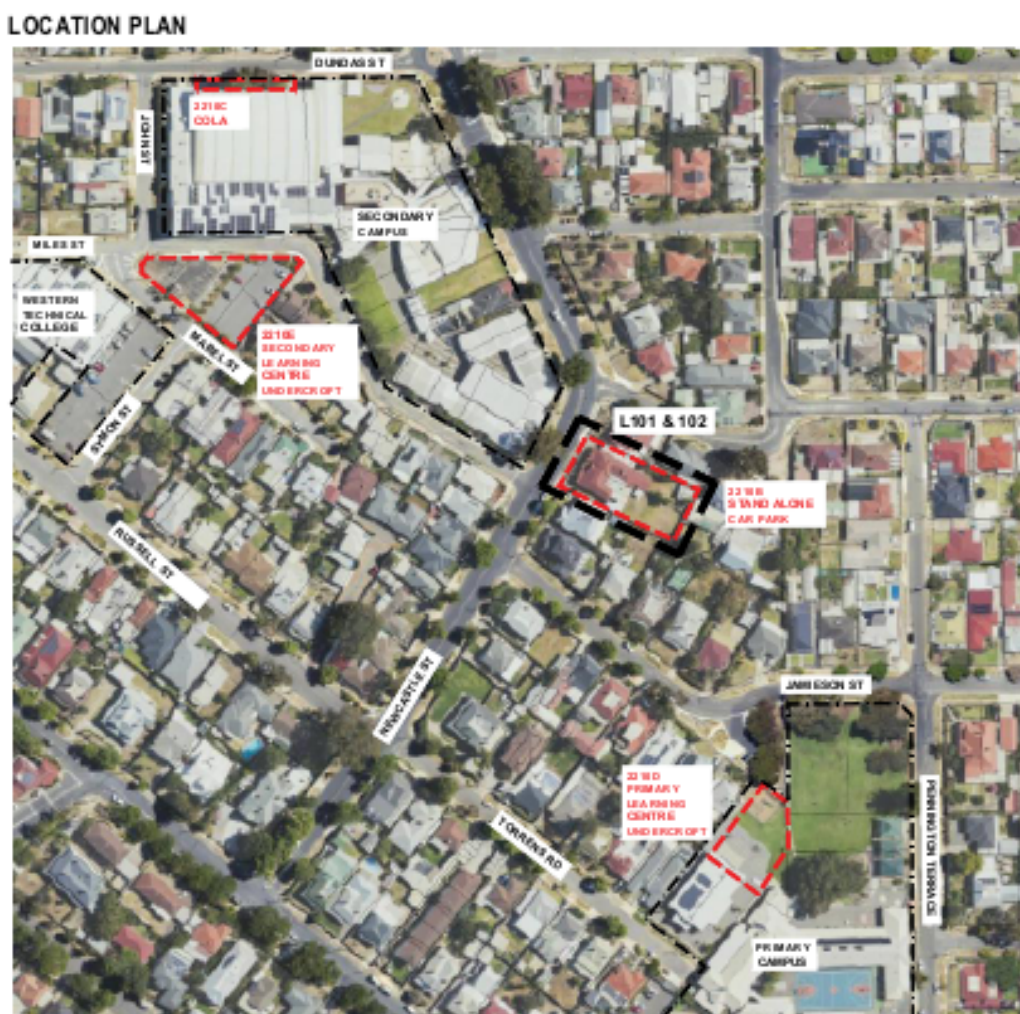 LOCATION PLAN
DUNDAS ST
2218C
COLA
JOHN ST
SECONDARY
CAMPUS
MILES ST
WESTERN
TECHNICAL
COLLEGE
MABEL ST
2218E
SECONDARY
LEARNING
CENTRE
UNDERCROFT
L101 & 102
2218B
STAND ALONE
CAR PARK
RUSSELL ST
NEWCASTLE ST
JAMIESON ST
2218D
PRIMARY
LEARNING
CENTRE
UNDERCROFT
PENNINGTON TERRACE
TORRENS RD
PRIMARY
CAMPUS